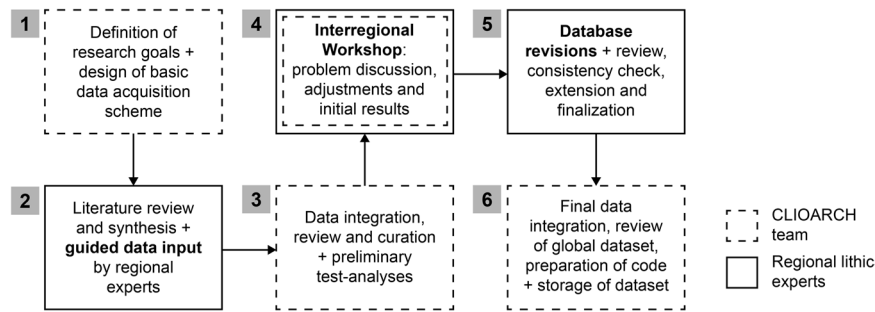 1
Definition of
research goals +
design of basic
data acquisition
scheme
2
Literature review
and synthesis +
guided data input
by regional
experts
3
Data integration,
review and curation
+ preliminary
test-analyses
4
Interregional
Workshop:
problem discussion,
adjustments and
initial results
5
Database
revisions + review,
consistency check,
extension and
finalization
6
Final data
integration, review
of global dataset,
preparation of code
+ storage of dataset
CLIOARCH
team
Regional lithic
experts